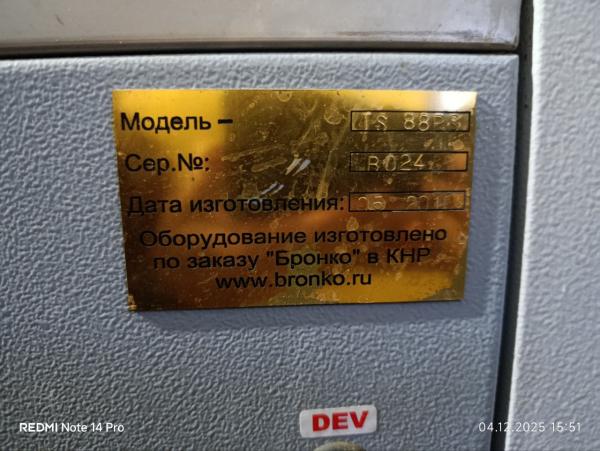 Модель –
Сер.№: B024
Дата изготовления:
Оборудование изготовлено
по заказу "Бронко" в КНР
www.bronko.ru
DEV
REDMI Note 14 Pro
04.12.2025 15:51